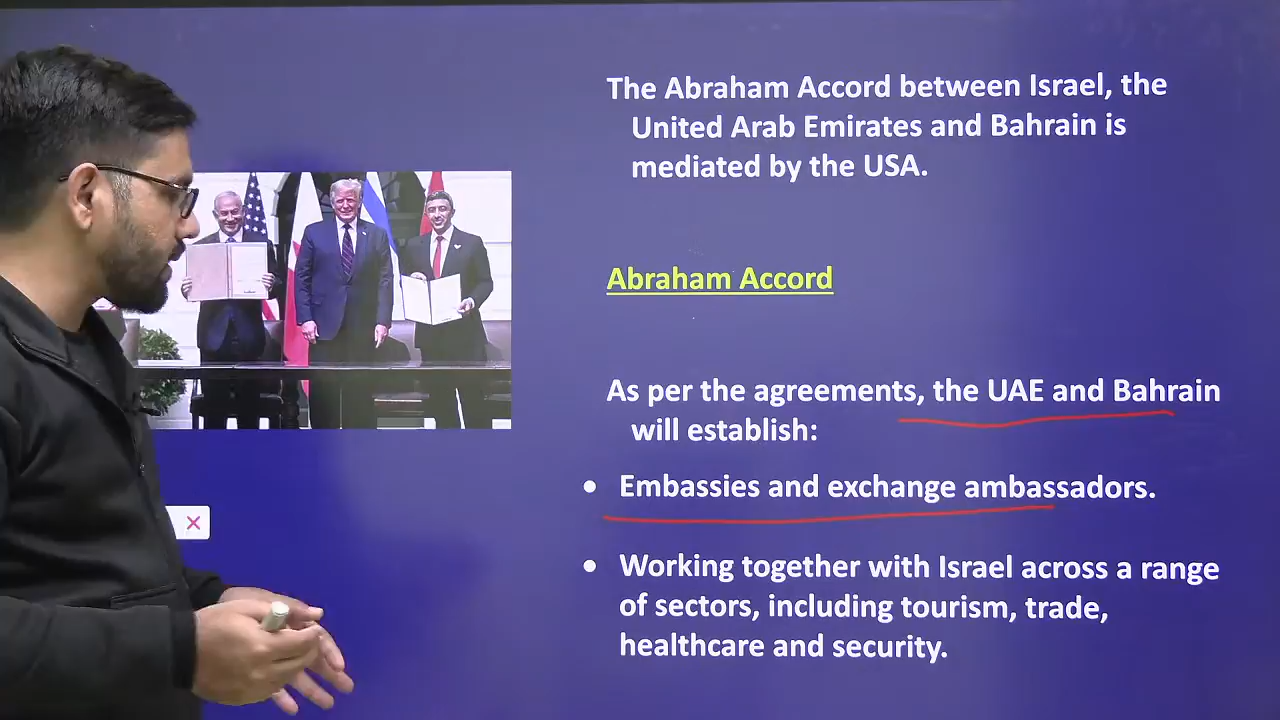 The Abraham Accord between Israel, the
United Arab Emirates and Bahrain is
mediated by the USA.
Abraham Accord
As per the agreements, the UAE and Bahrain
will establish:
• Embassies and exchange ambassadors.
• Working together with Israel across a range
of sectors, including tourism, trade,
healthcare and security.